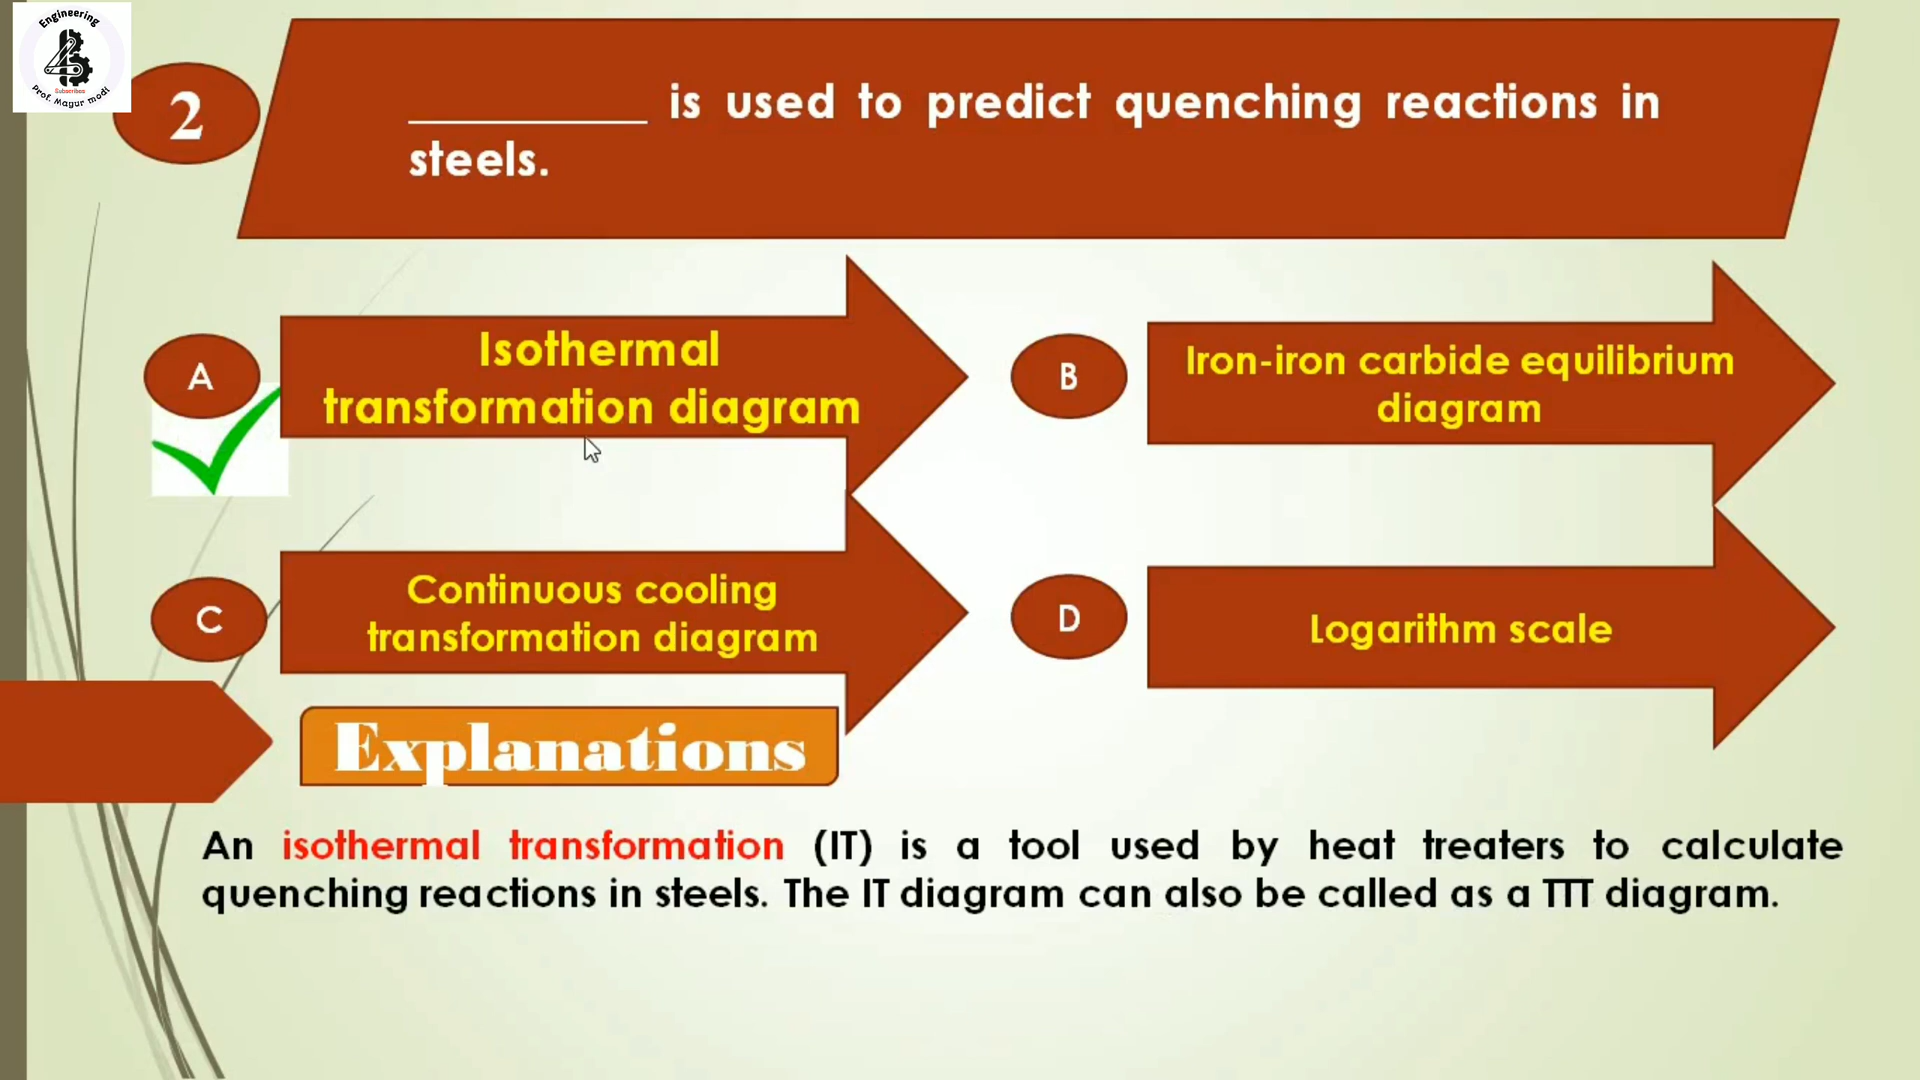 Engineering
Subscribes
Prof. Mayur modi
2
__________ is used to predict quenching reactions in
steels.
A
Isothermal
transformation diagram
B
Iron-iron carbide equilibrium
diagram
C
Continuous cooling
transformation diagram
D
Logarithm scale
Explanations
An isothermal transformation (IT) is a tool used by heat treaters to calculate
quenching reactions in steels. The IT diagram can also be called as a TTT diagram.